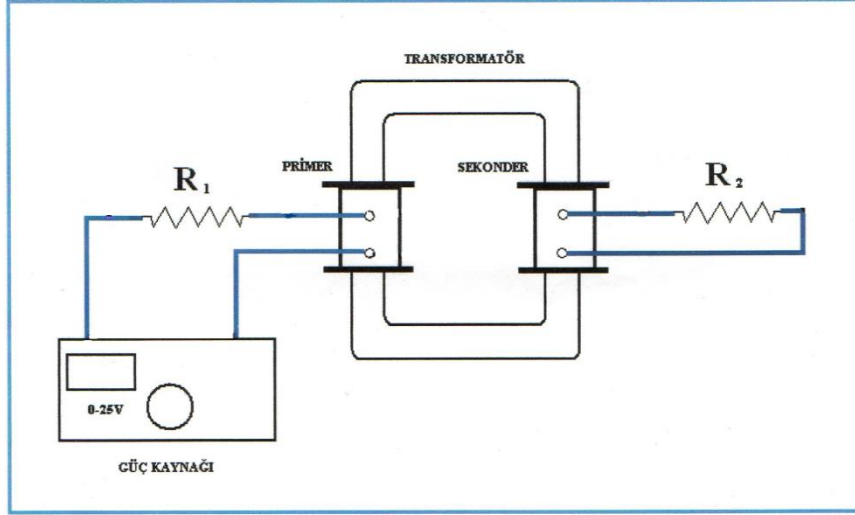 TRANSFORMATÖR
PRİMER
SEKONDER
R₁
R₂
0-25V
GÜÇ KAYNAĞI